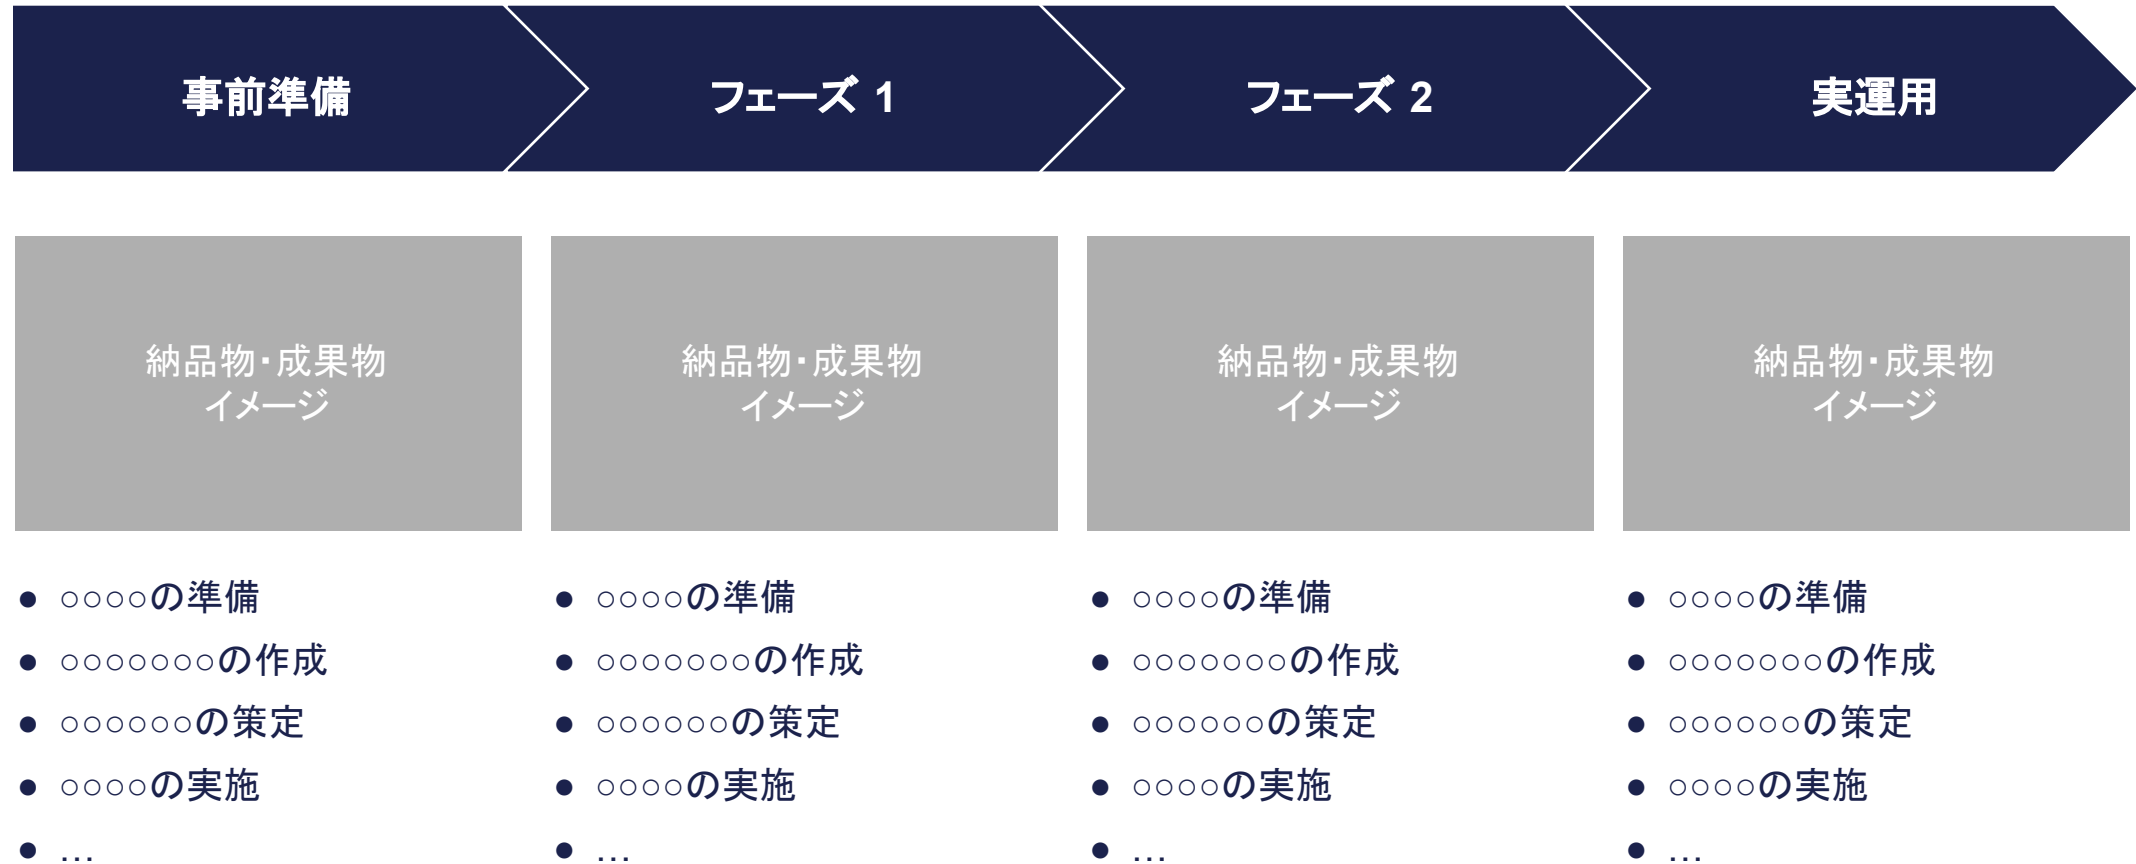 事前準備
フェーズ 1
フェーズ 2
実運用
納品物・成果物
イメージ
納品物・成果物
イメージ
納品物・成果物
イメージ
納品物・成果物
イメージ
● ○○○○の準備
● ○○○○○○○の作成
● ○○○○○○の策定
● ○○○○の実施
● …
● ○○○○の準備
● ○○○○○○○の作成
● ○○○○○○の策定
● ○○○○の実施
● …
● ○○○○の準備
● ○○○○○○○の作成
● ○○○○○○の策定
● ○○○○の実施
● …
● ○○○○の準備
● ○○○○○○○の作成
● ○○○○○○の策定
● ○○○○の実施
● …